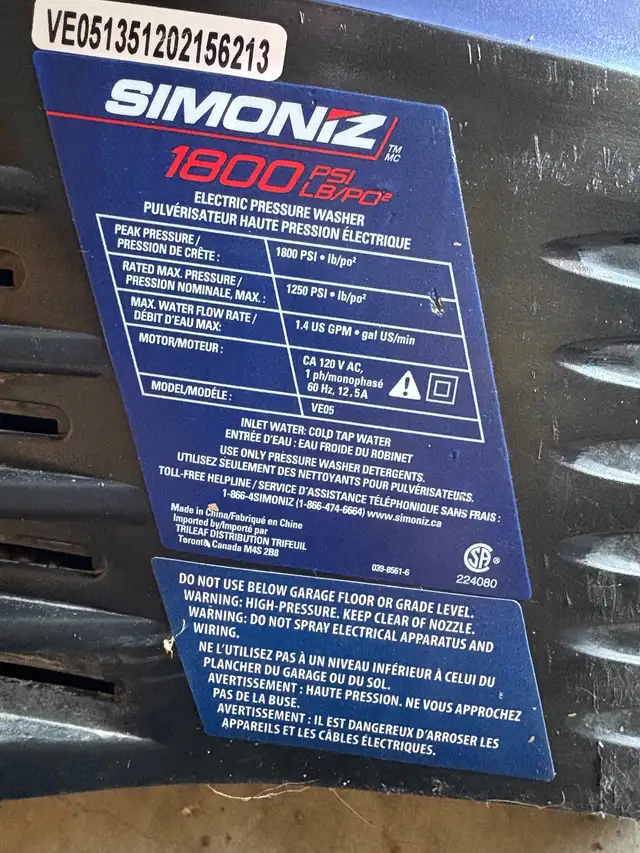 VE051351202156213
SIMONIZ TM MC
1800 PSI LB/PO²
ELECTRIC PRESSURE WASHER
PULVÉRISATEUR HAUTE PRESSION ÉLECTRIQUE
PEAK PRESSURE /
PRESSION DE CRÊTE : 1800 PSI • lb/po²
RATED MAX. PRESSURE /
PRESSION NOMINALE, MAX. : 1250 PSI • lb/po²
MAX. WATER FLOW RATE /
DÉBIT D'EAU MAX: 1.4 US GPM • gal US/min
MOTOR/MOTEUR: CA 120 V AC,
1 ph/monophasé
60 Hz, 12.5A
MODEL/MODÉLE: VE05
INLET WATER: COLD TAP WATER
ENTRÉE D'EAU : EAU FROIDE DU ROBINET
USE ONLY PRESSURE WASHER DETERGENTS.
UTILISEZ SEULEMENT DES NETTOYANTS POUR PULVÉRISATEURS.
TOLL-FREE HELPLINE / SERVICE D'ASSISTANCE TÉLÉPHONIQUE SANS FRAIS :
1-866-4SIMONIZ (1-866-474-6664) www.simoniz.ca
Made in China/Fabriqué en Chine
Imported by/Importé par
TRILEAF DISTRIBUTION TRIFEUIL
Toronto, Canada M4S 2B8
039-8561-6
SA ®
224080
DO NOT USE BELOW GARAGE FLOOR OR GRADE LEVEL.
WARNING: HIGH-PRESSURE. KEEP CLEAR OF NOZZLE.
WARNING: DO NOT SPRAY ELECTRICAL APPARATUS AND
WIRING.
NE L'UTILISEZ PAS À UN NIVEAU INFÉRIEUR À CELUI DU
PLANCHER DU GARAGE OU DU SOL.
AVERTISSEMENT : HAUTE PRESSION. NE VOUS APPROCHEZ
PAS DE LA BUSE.
AVERTISSEMENT : IL EST DANGEREUX D'ARROSER LES
APPAREILS ET LES CÂBLES ÉLECTRIQUES.